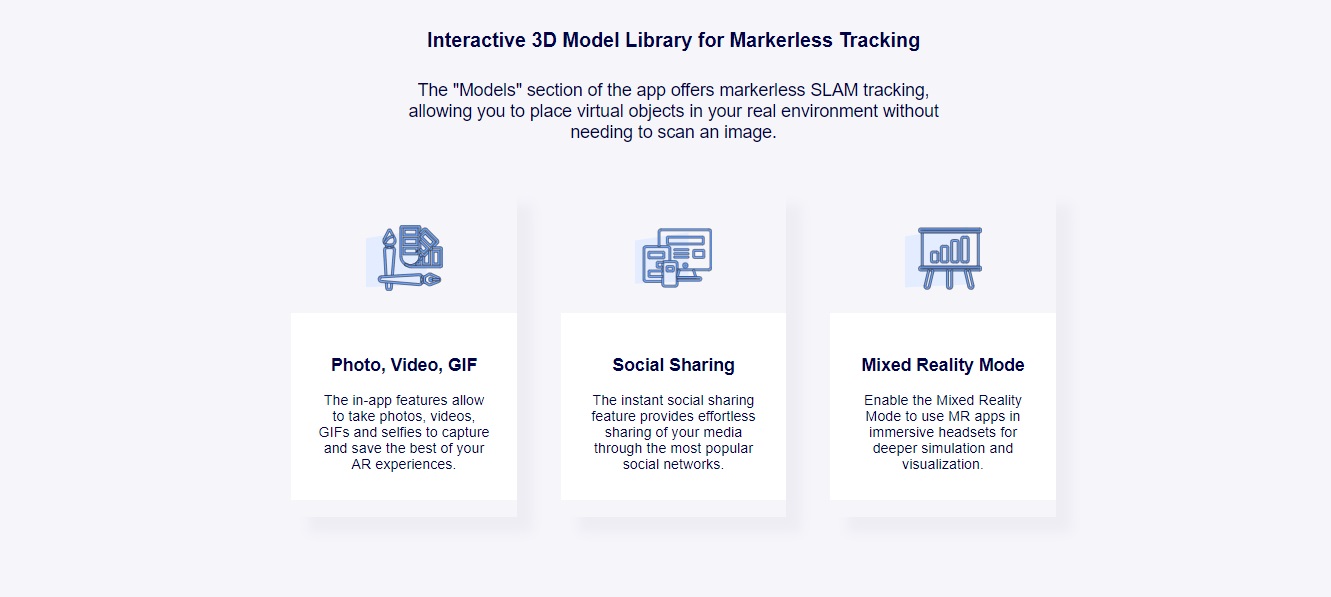 Interactive 3D Model Library for Markerless Tracking
The "Models" section of the app offers markerless SLAM tracking,
allowing you to place virtual objects in your real environment without
needing to scan an image.
Photo, Video, GIF
The in-app features allow
to take photos, videos,
GIFs and selfies to capture
and save the best of your
AR experiences.
Social Sharing
The instant social sharing
feature provides effortless
sharing of your media
through the most popular
social networks.
Mixed Reality Mode
Enable the Mixed Reality
Mode to use MR apps in
immersive headsets for
deeper simulation and
visualization.